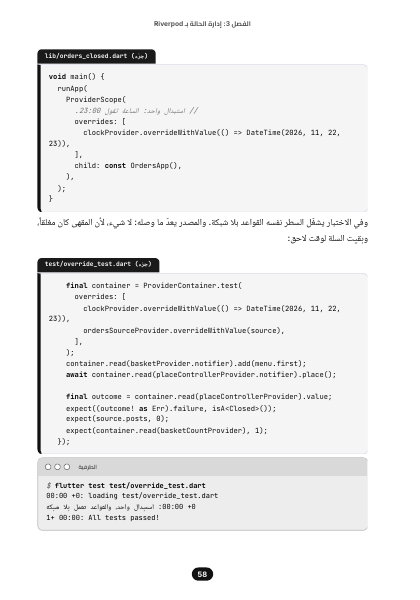 الفصل 3: إدارة الحالة بـ Riverpod
lib/orders_closed.dart (جزء)
void main() {
runApp(
ProviderScope(
// استبدال واحد: الساعة تقول 23:00.
overrides: [
clockProvider.overrideWithValue(() => DateTime(2026, 11, 22,
23)),
],
child: const OrdersApp(),
),
);
}
وفي الاختبار يشغّل السطر نفسه القواعد بلا شبكة. والمصدر يعدّ ما وصله: لا شيء، لأن المقهى كان مغلقاً،
وبقيت السلة لوقت لاحق:
test/override_test.dart (جزء)
final container = ProviderContainer.test(
overrides: [
clockProvider.overrideWithValue(() => DateTime(2026, 11, 22,
23)),
ordersSourceProvider.overrideWithValue(source),
],
);
container.read(basketProvider.notifier).add(menu.first);
await container.read(placeControllerProvider.notifier).place();
final outcome = container.read(placeControllerProvider).value;
expect((outcome! as Err).failure, isA<Closed>());
expect(source.posts, 0);
expect(container.read(basketCountProvider), 1);
});
الطرفية
$ flutter test test/override_test.dart
00:00 +0: loading test/override_test.dart
00:00 +0: استبدال واحد، والقواعد تعمل بلا شبكة
00:00 +1: All tests passed!
58